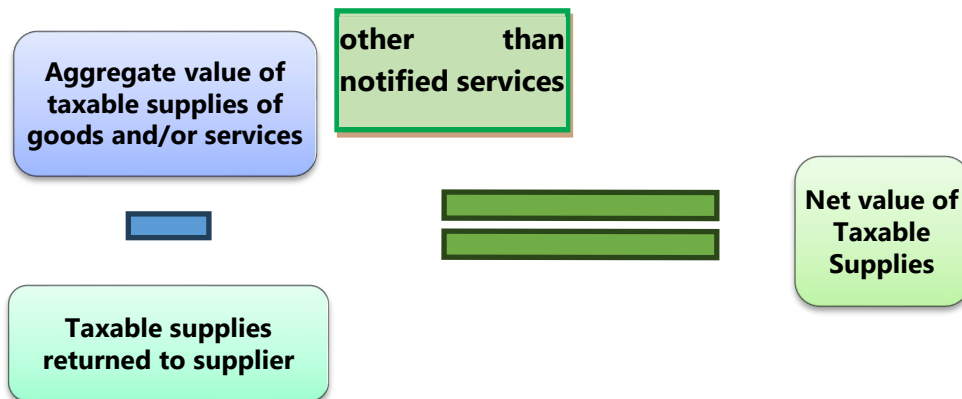 Aggregate value of
taxable supplies of
goods and/or services
other than
notified services
Taxable supplies
returned to supplier
Net value of
Taxable
Supplies